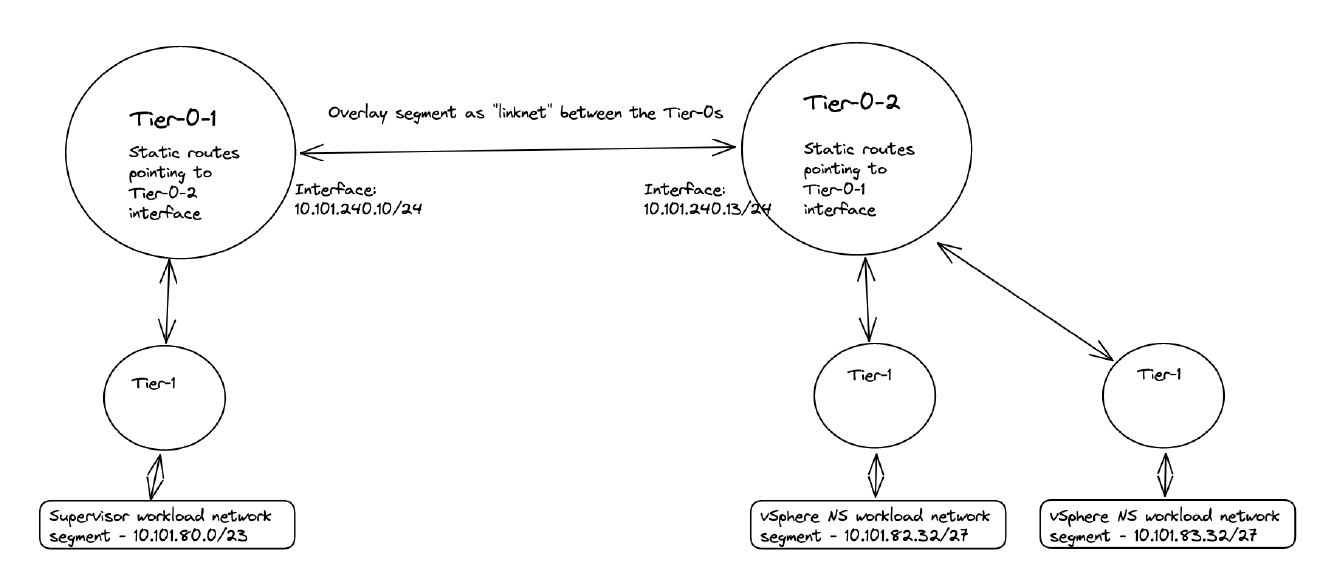 Overlay segment as "linknet" between the Tier-0s
Tier-0-1
Static routes
pointing to
Tier-0-2
interface
Interface:
10.101.240.10/24
Interface:
10.101.240.13/24
Tier-0-2
Static routes
pointing to
Tier-0-1
interface
Tier-1
Tier-1
Tier-1
Supervisor workload network
segment - 10.101.80.0/23
vSphere NS workload network
segment - 10.101.82.32/27
vSphere NS workload network
segment - 10.101.83.32/27